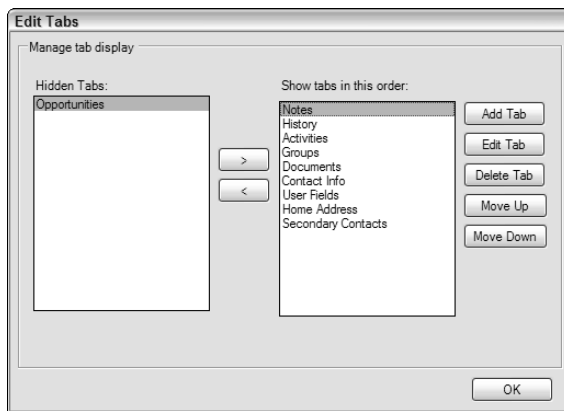 Edit Tabs
Manage tab display
Hidden Tabs:
Opportunities
>
<
Show tabs in this order:
Notes
History
Activities
Groups
Documents
Contact Info
User Fields
Home Address
Secondary Contacts
Add Tab
Edit Tab
Delete Tab
Move Up
Move Down
OK